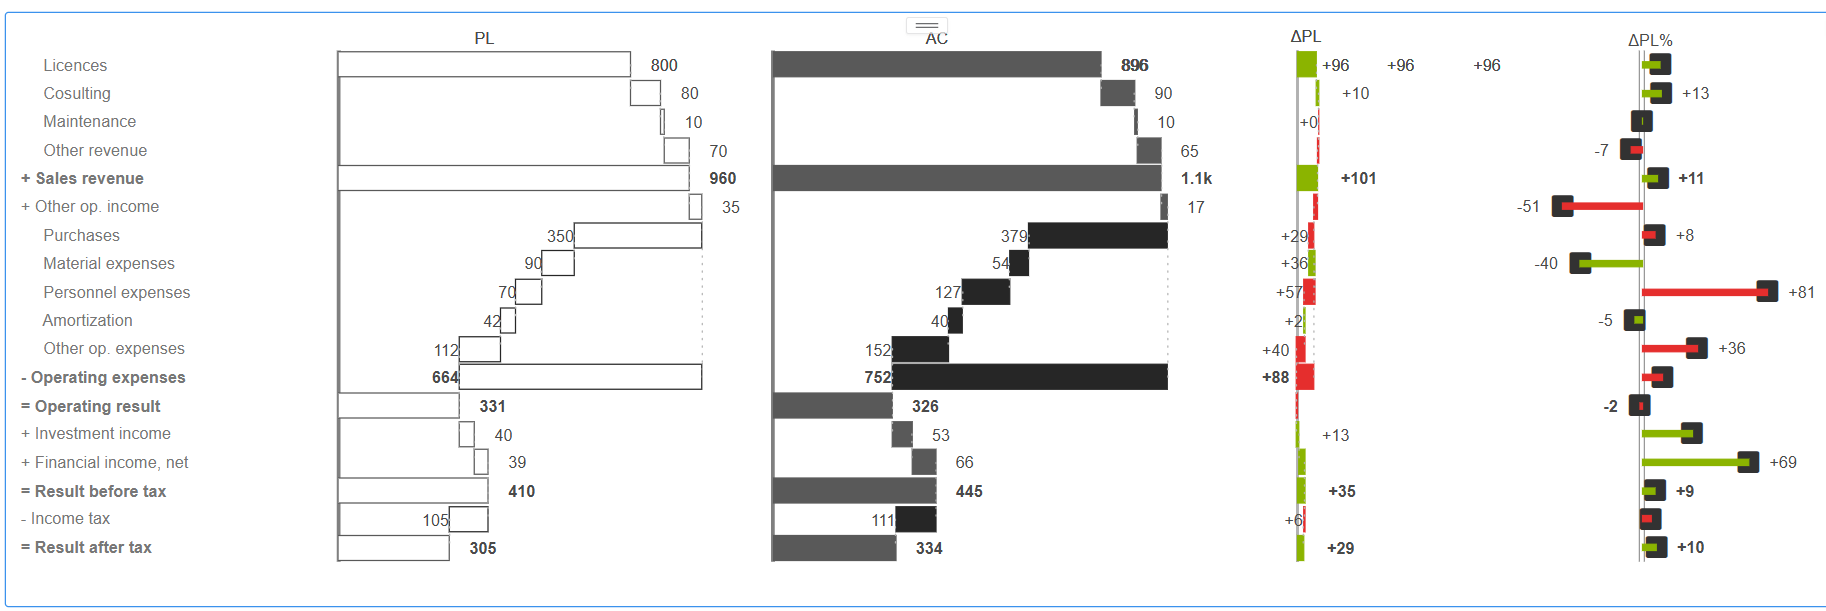 PL AC ΔPL ΔPL%
Licences 800 896 +96 +96 +96
Cosulting 80 90 +10 +13
Maintenance 10 10 +0
Other revenue 70 65 -7
+ Sales revenue 960 1.1k +101 +11
+ Other op. income 35 17 -51
Purchases 350 379 +29 +8
Material expenses 90 54 +36 -40
Personnel expenses 70 127 +57 +81
Amortization 42 40 +2 -5
Other op. expenses 112 152 +40 +36
- Operating expenses 664 752 +88
= Operating result 331 326 -2
+ Investment income 40 53 +13
+ Financial income, net 39 66 +69
= Result before tax 410 445 +35 +9
- Income tax 105 111 +6
= Result after tax 305 334 +29 +10